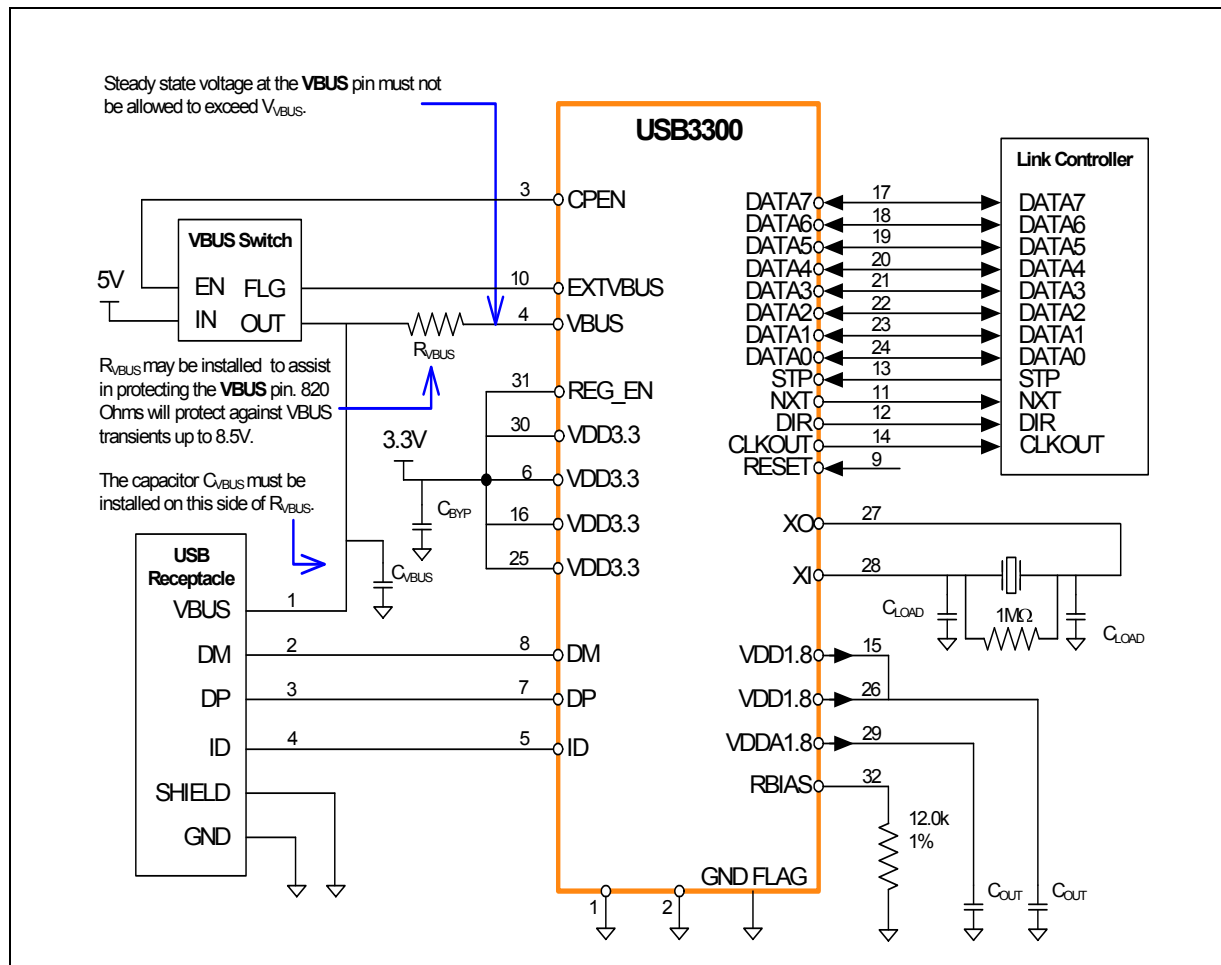 Steady state voltage at the VBUS pin must not
be allowed to exceed VVBUS.
USB3300
Link Controller
3
CPEN
VBUS Switch
5V
EN FLG
IN OUT
10
EXTVBUS
4
VBUS
RVBUS
RVBUS may be installed to assist
in protecting the VBUS pin. 820
Ohms will protect against VBUS
transients up to 8.5V.
The capacitor CVBUS must be
installed on this side of RVBUS.
31
REG_EN
30
VDD3.3
3.3V
6
VDD3.3
CBYP
16
VDD3.3
25
VDD3.3
CVBUS
USB
Receptacle
VBUS 1
DM 2 8 DM
DP 3 7 DP
ID 4 5 ID
SHIELD
GND
DATA7 17 DATA7
DATA6 18 DATA6
DATA5 19 DATA5
DATA4 20 DATA4
DATA3 21 DATA3
DATA2 22 DATA2
DATA1 23 DATA1
DATA0 24 DATA0
STP 13 STP
NXT 11 NXT
DIR 12 DIR
CLKOUT 14 CLKOUT
RESET 9
XO 27
XI 28
CLOAD
1MΩ
CLOAD
VDD1.8 15
VDD1.8 26
VDDA1.8 29
RBIAS 32
12.0k
1%
GND FLAG
1
2
COUT
COUT